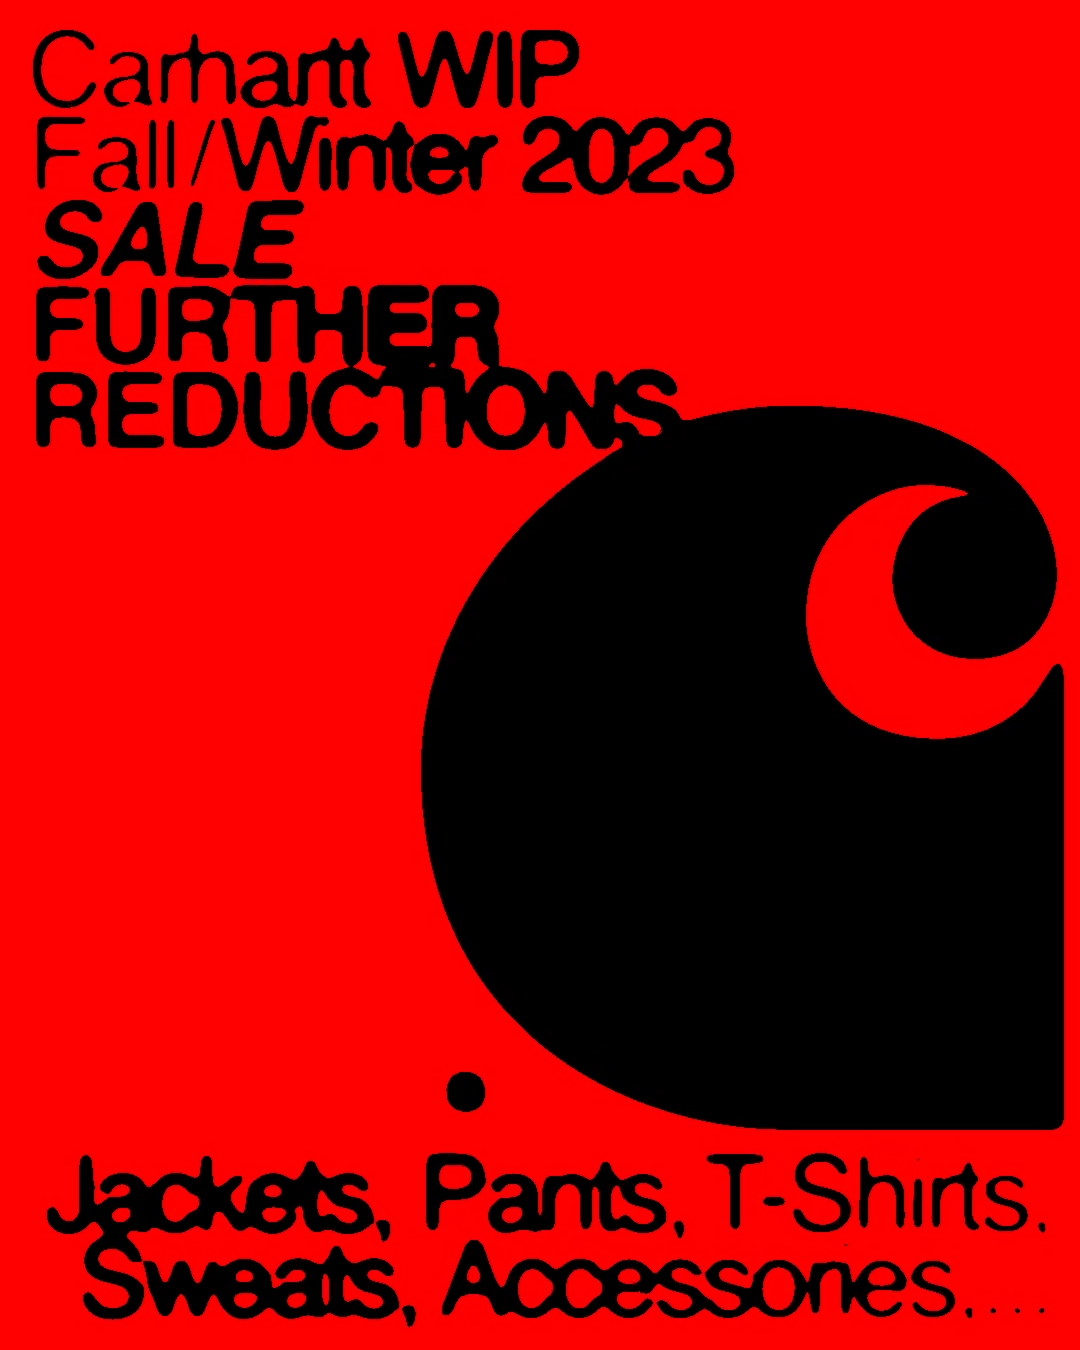 Carhartt WIP
Fall/Winter 2023
SALE
FURTHER
REDUCTIONS
Jackets, Pants, T-Shirts,
Sweats, Accessories,...